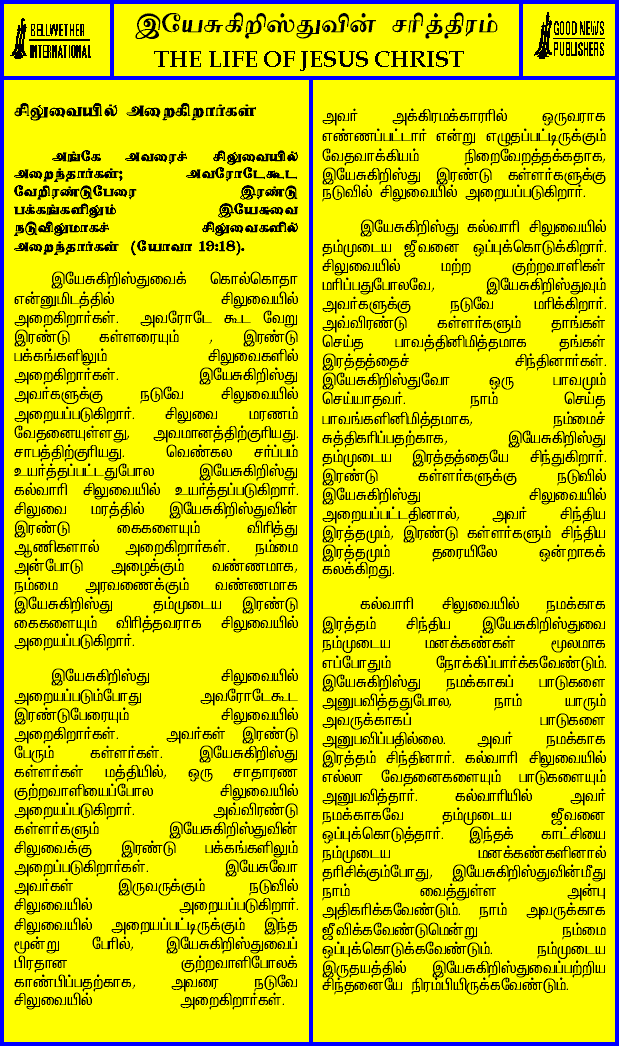 BELLWETHER
INTERNATIONAL
இயேசுகிறிஸ்துவின் சரித்திரம்
THE LIFE OF JESUS CHRIST
GOOD NEWS
PUBLISHERS
சிலுவையில் அறைகிறார்கள்
அங்கே அவரைச் சிலுவையில்
அறைந்தார்கள்; அவரோடேகூட
வேறிரண்டுபேரை இரண்டு
பக்கங்களிலும் இயேசுவை
நடுவிலுமாகச் சிலுவைகளில்
அறைந்தார்கள் (யோவா 19:18).
இயேசுகிறிஸ்துவைக் கொல்கொதா
என்னுமிடத்தில் சிலுவையில்
அறைகிறார்கள். அவரோடே கூட வேறு
இரண்டு கள்ளரையும் , இரண்டு
பக்கங்களிலும் சிலுவைகளில்
அறைகிறார்கள். இயேசுகிறிஸ்து
அவர்களுக்கு நடுவே சிலுவையில்
அறையப்படுகிறார். சிலுவை மரணம்
வேதனையுள்ளது, அவமானத்திற்குரியது.
சாபத்திற்குரியது. வெண்கல சர்ப்பம்
உயர்த்தப்பட்டதுபோல இயேசுகிறிஸ்து
கல்வாரி சிலுவையில் உயர்த்தப்படுகிறார்.
சிலுவை மரத்தில் இயேசுகிறிஸ்துவின்
இரண்டு கைகளையும் விரித்து
ஆணிகளால் அறைகிறார்கள். நம்மை
அன்போடு அழைக்கும் வண்ணமாக,
நம்மை அரவணைக்கும் வண்ணமாக
இயேசுகிறிஸ்து தம்முடைய இரண்டு
கைகளையும் விரித்தவராக சிலுவையில்
அறையப்படுகிறார்.
இயேசுகிறிஸ்து சிலுவையில்
அறையப்படும்போது அவரோடேகூட
இரண்டுபேரையும் சிலுவையில்
அறைகிறார்கள். அவர்கள் இரண்டு
பேரும் கள்ளர்கள். இயேசுகிறிஸ்து
கள்ளர்கள் மத்தியில், ஒரு சாதாரண
குற்றவாளியைப்போல சிலுவையில்
அறையப்படுகிறார். அவ்விரண்டு
கள்ளர்களும் இயேசுகிறிஸ்துவின்
சிலுவைக்கு இரண்டு பக்கங்களிலும்
அறைப்படுகிறார்கள். இயேசுவோ
அவர்கள் இருவருக்கும் நடுவில்
சிலுவையில் அறையப்படுகிறார்.
சிலுவையில் அறையப்பட்டிருக்கும் இந்த
மூன்று பேரில், இயேசுகிறிஸ்துவைப்
பிரதான குற்றவாளிபோலக்
காண்பிப்பதற்காக, அவரை நடுவே
சிலுவையில் அறைகிறார்கள்.
அவர் அக்கிரமக்காரரில் ஒருவராக
எண்ணப்பட்டார் என்று எழுதப்பட்டிருக்கும்
வேதவாக்கியம் நிறைவேறத்தக்கதாக,
இயேசுகிறிஸ்து இரண்டு கள்ளர்களுக்கு
நடுவில் சிலுவையில் அறையப்படுகிறார்.
இயேசுகிறிஸ்து கல்வாரி சிலுவையில்
தம்முடைய ஜீவனை ஒப்புக்கொடுக்கிறார்.
சிலுவையில் மற்ற குற்றவாளிகள்
மரிப்பதுபோலவே, இயேசுகிறிஸ்துவும்
அவர்களுக்கு நடுவே மரிக்கிறார்.
அவ்விரண்டு கள்ளர்களும் தாங்கள்
செய்த பாவத்தினிமித்தமாக தங்கள்
இரத்தத்தைச் சிந்தினார்கள்.
இயேசுகிறிஸ்துவோ ஒரு பாவமும்
செய்யாதவர். நாம் செய்த
பாவங்களினிமித்தமாக, நம்மைச்
சுத்திகரிப்பதற்காக, இயேசுகிறிஸ்து
தம்முடைய இரத்தத்தையே சிந்துகிறார்.
இரண்டு கள்ளர்களுக்கு நடுவில்
இயேசுகிறிஸ்து சிலுவையில்
அறையப்பட்டதினால், அவர் சிந்திய
இரத்தமும், இரண்டு கள்ளர்களும் சிந்திய
இரத்தமும் தரையிலே ஒன்றாகக்
கலக்கிறது.
கல்வாரி சிலுவையில் நமக்காக
இரத்தம் சிந்திய இயேசுகிறிஸ்துவை
நம்முடைய மனக்கண்கள் மூலமாக
எப்போதும் நோக்கிப்பார்க்கவேண்டும்.
இயேசுகிறிஸ்து நமக்காகப் பாடுகளை
அனுபவித்ததுபோல, நாம் யாரும்
அவருக்காகப் பாடுகளை
அனுபவிப்பதில்லை. அவர் நமக்காக
இரத்தம் சிந்தினார். கல்வாரி சிலுவையில்
எல்லா வேதனைகளையும் பாடுகளையும்
அனுபவித்தார். கல்வாரியில் அவர்
நமக்காகவே தம்முடைய ஜீவனை
ஒப்புக்கொடுத்தார். இந்தக் காட்சியை
நம்முடைய மனக்கண்களினால்
தரிசிக்கும்போது, இயேசுகிறிஸ்துவின்மீது
நாம் வைத்துள்ள அன்பு
அதிகரிக்கவேண்டும். நாம் அவருக்காக
ஜீவிக்கவேண்டுமென்று நம்மை
ஒப்புக்கொடுக்கவேண்டும். நம்முடைய
இருதயத்தில் இயேசுகிறிஸ்துவைப்பற்றிய
சிந்தனையே நிரம்பியிருக்கவேண்டும்.